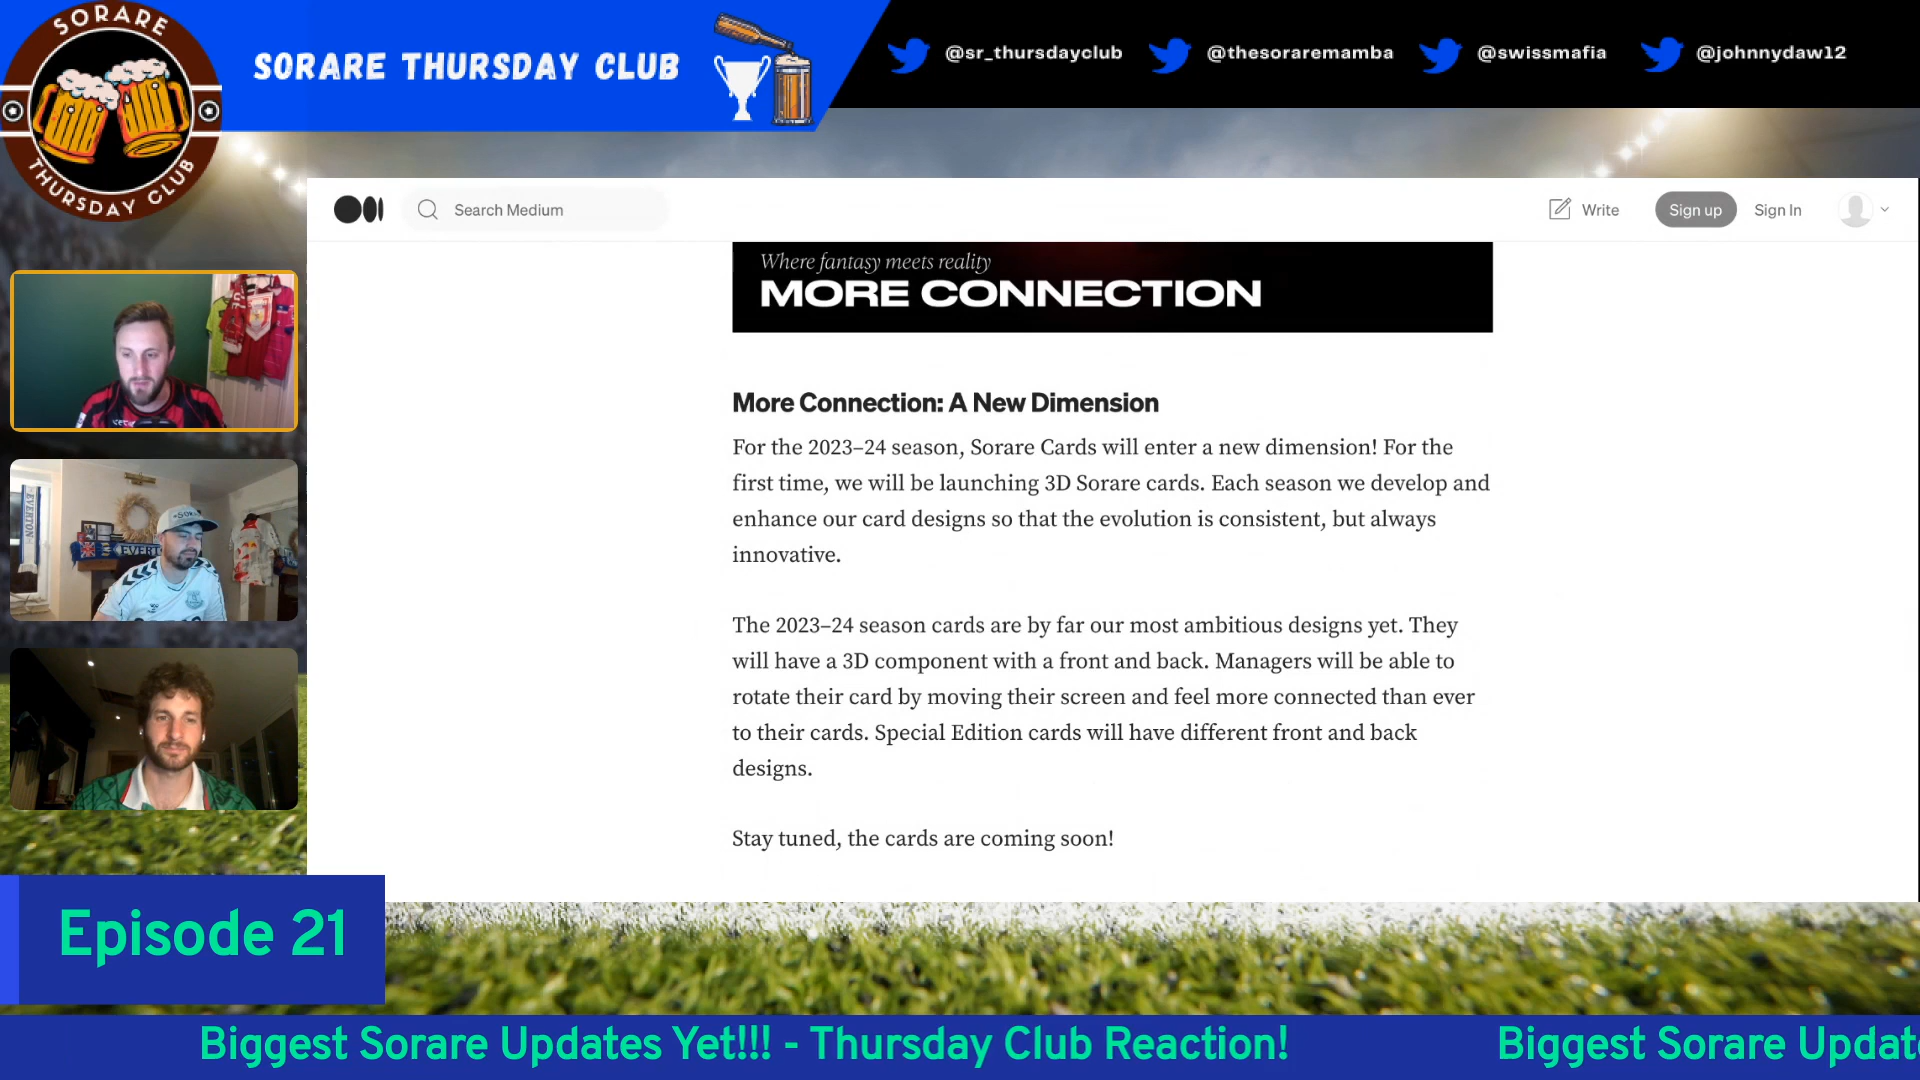 SORARE
THURSDAY CLUB
SORARE THURSDAY CLUB
@sr_thursdayclub
@thesoraremamba
@swissmafia
@johnnydaw12
Search Medium
Write
Sign up
Sign In
Where fantasy meets reality
MORE CONNECTION
More Connection: A New Dimension
For the 2023–24 season, Sorare Cards will enter a new dimension! For the
first time, we will be launching 3D Sorare cards. Each season we develop and
enhance our card designs so that the evolution is consistent, but always
innovative.
The 2023–24 season cards are by far our most ambitious designs yet. They
will have a 3D component with a front and back. Managers will be able to
rotate their card by moving their screen and feel more connected than ever
to their cards. Special Edition cards will have different front and back
designs.
Stay tuned, the cards are coming soon!
EVERTON
EVERT
Episode 21
Biggest Sorare Updates Yet!!! - Thursday Club Reaction!
Biggest Sorare Updat